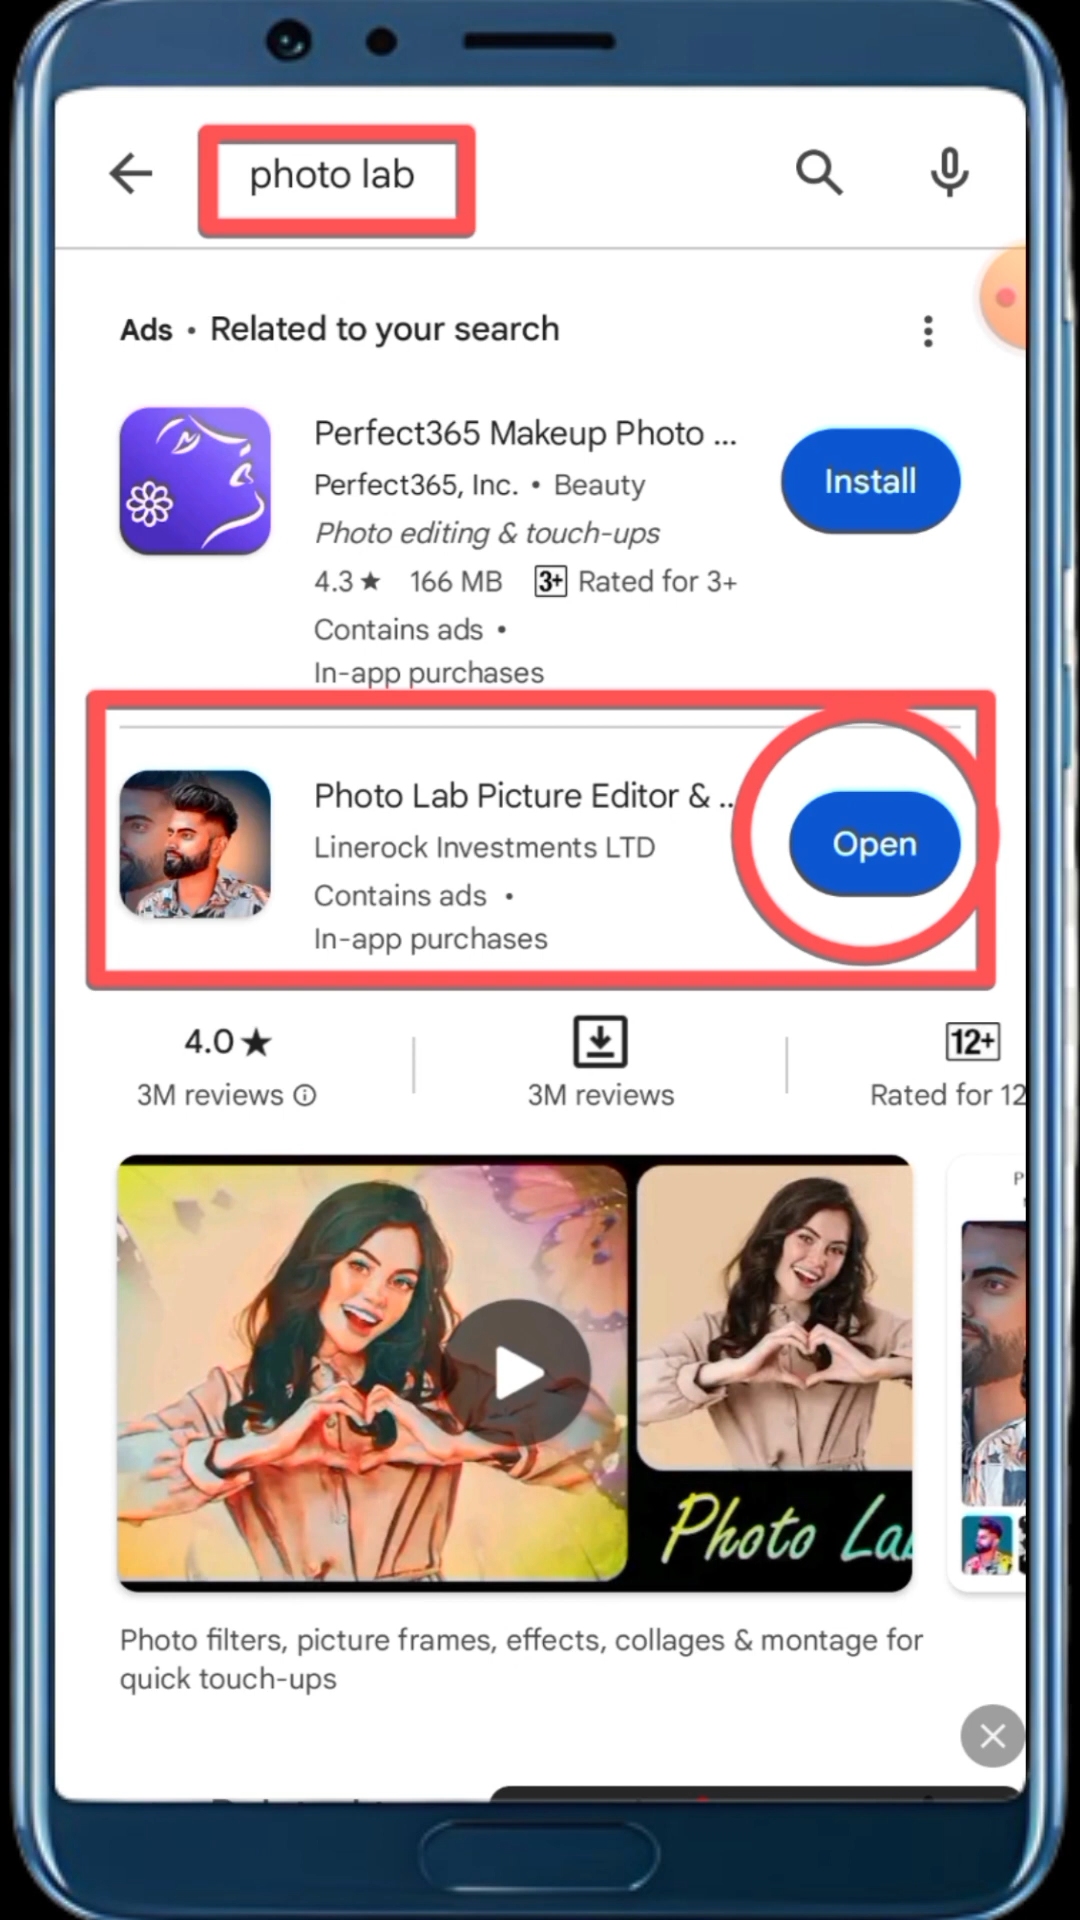 photo lab
Ads • Related to your search
Perfect365 Makeup Photo ...
Perfect365, Inc. • Beauty
Install
Photo editing & touch-ups
4.3★ 166 MB 3+ Rated for 3+
Contains ads •
In-app purchases
Photo Lab Picture Editor & ..
Linerock Investments LTD
Open
Contains ads •
In-app purchases
4.0★
12+
3M reviews
3M reviews
Rated for 12
Photo La
Photo filters, picture frames, effects, collages & montage for
quick touch-ups